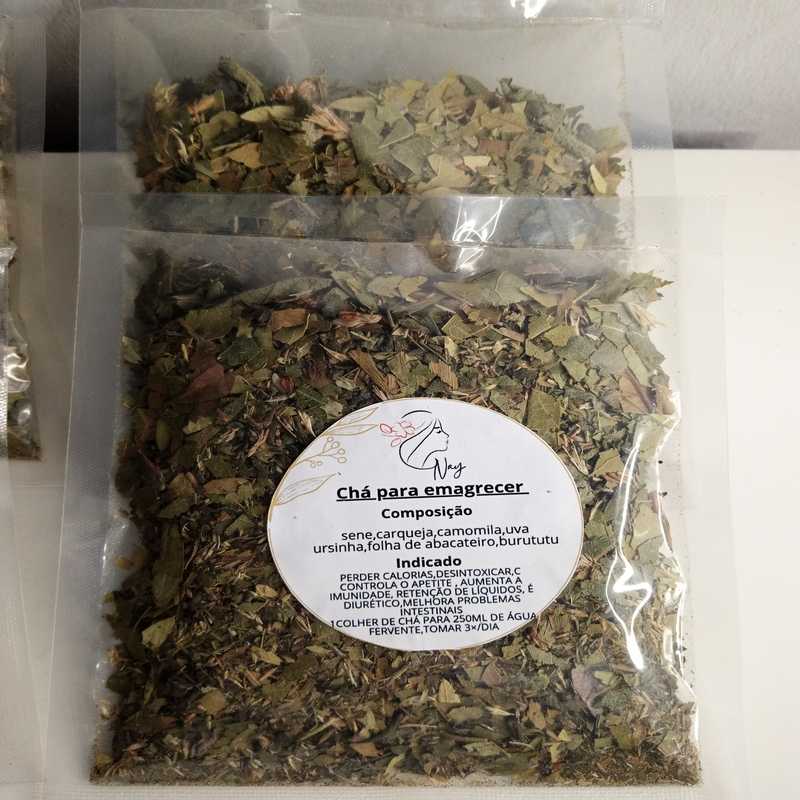 Nay
Chá para emagrecer
Composição
sene,carqueja,camomila,uva
ursinha,folha de abacateiro,burututu
Indicado
PERDER CALORIAS,DESINTOXICAR,C
CONTROLA O APETITE , AUMENTA A
IMUNIDADE, RETENÇÃO DE LÍQUIDOS, É
DIURÉTICO,MELHORA PROBLEMAS
INTESTINAIS
1COLHER DE CHÁ PARA 250ML DE ÁGUA
FERVENTE,TOMAR 3×/DIA